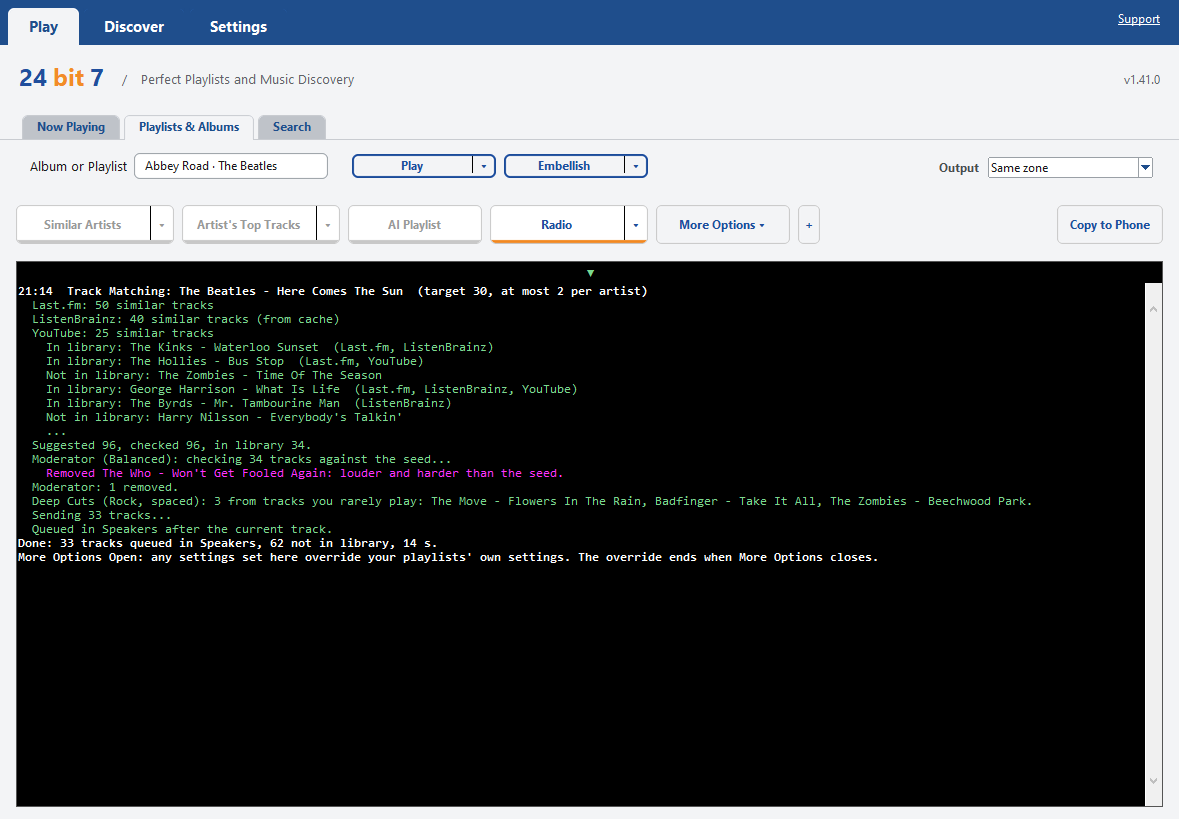 Play Discover Settings Support
24 bit 7 / Perfect Playlists and Music Discovery v1.41.0
Now Playing Playlists & Albums Search
Album or Playlist Abbey Road · The Beatles Play Embellish Output Same zone
Similar Artists Artist's Top Tracks AI Playlist Radio More Options + Copy to Phone
21:14  Track Matching: The Beatles - Here Comes The Sun  (target 30, at most 2 per artist)
Last.fm: 50 similar tracks
ListenBrainz: 40 similar tracks (from cache)
YouTube: 25 similar tracks
In library: The Kinks - Waterloo Sunset  (Last.fm, ListenBrainz)
In library: The Hollies - Bus Stop  (Last.fm, YouTube)
Not in library: The Zombies - Time Of The Season
In library: George Harrison - What Is Life  (Last.fm, ListenBrainz, YouTube)
In library: The Byrds - Mr. Tambourine Man  (ListenBrainz)
Not in library: Harry Nilsson - Everybody's Talkin'
...
Suggested 96, checked 96, in library 34.
Moderator (Balanced): checking 34 tracks against the seed...
Removed The Who - Won't Get Fooled Again: louder and harder than the seed.
Moderator: 1 removed.
Deep Cuts (Rock, spaced): 3 from tracks you rarely play: The Move - Flowers In The Rain, Badfinger - Take It All, The Zombies - Beechwood Park.
Sending 33 tracks...
Queued in Speakers after the current track.
Done: 33 tracks queued in Speakers, 62 not in library, 14 s.
More Options Open: any settings set here override your playlists' own settings. The override ends when More Options closes.